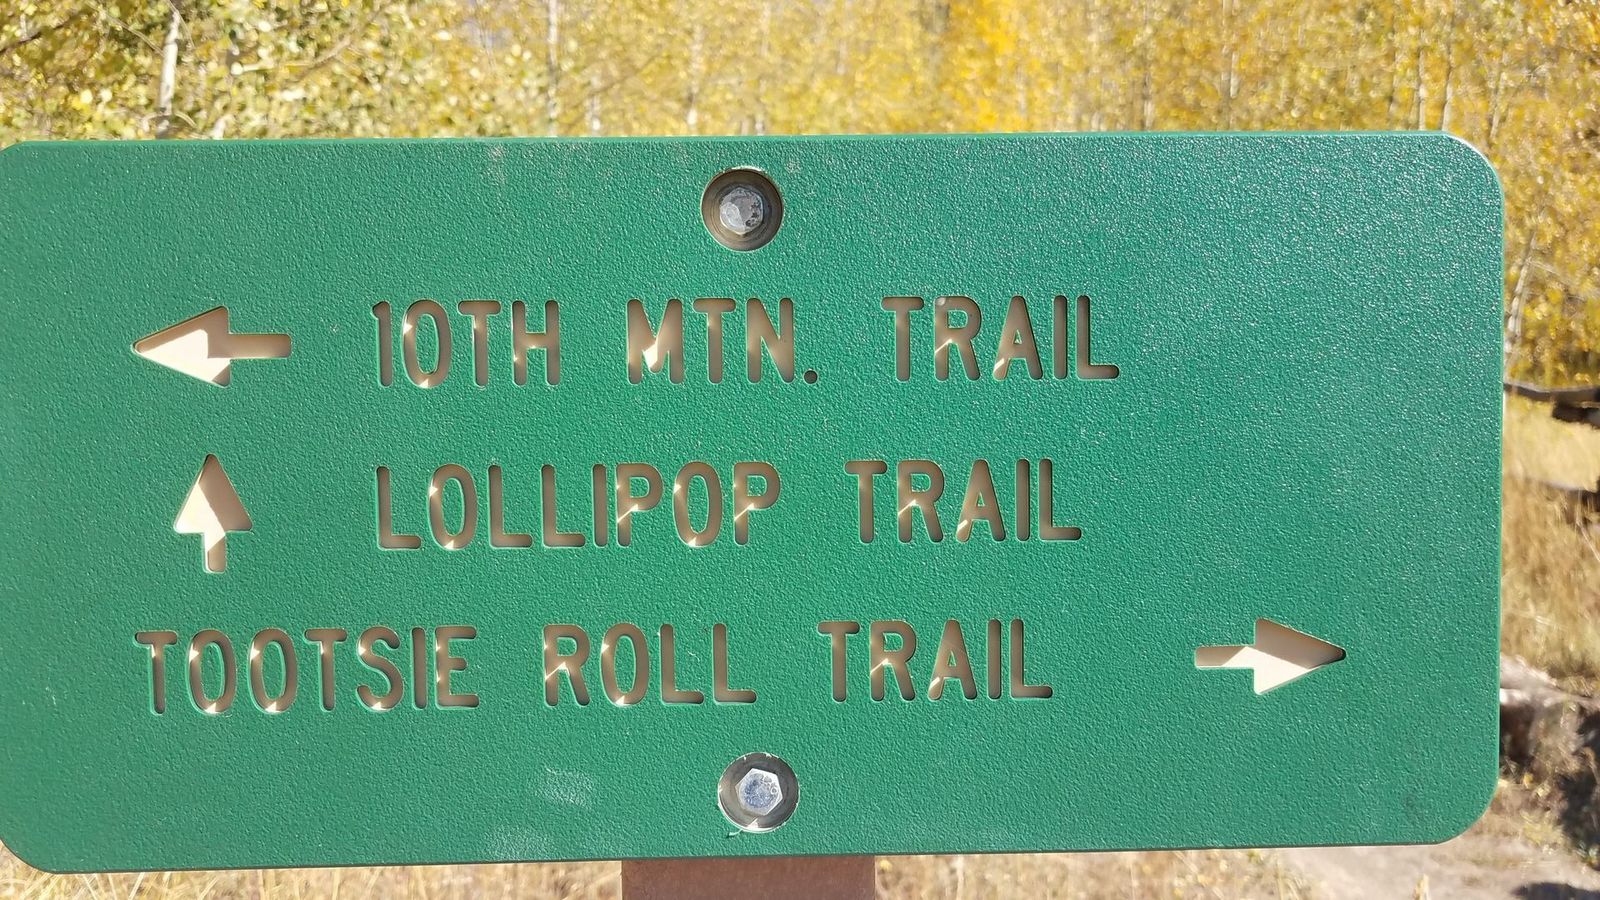 10TH MTN. TRAIL
LOLLIPOP TRAIL
TOOTSIE ROLL TRAIL